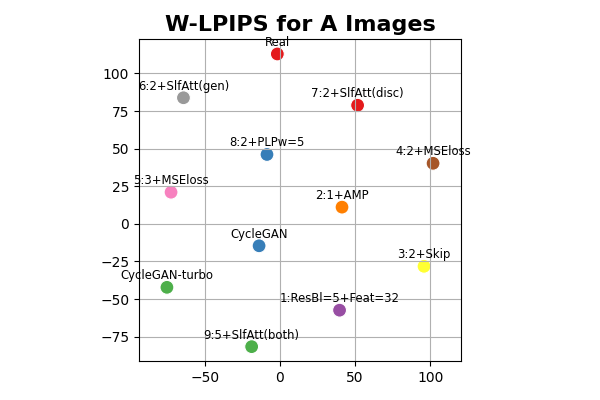 W-LPIPS for A Images
Real
6:2+SlfAtt(gen)
7:2+SlfAtt(disc)
8:2+PLPw=5
4:2+MSEloss
5:3+MSEloss
2:1+AMP
CycleGAN
3:2+Skip
CycleGAN-turbo
1:ResBl=5+Feat=32
9:5+SlfAtt(both)
100
75
50
25
0
−25
−50
−75
−50
0
50
100